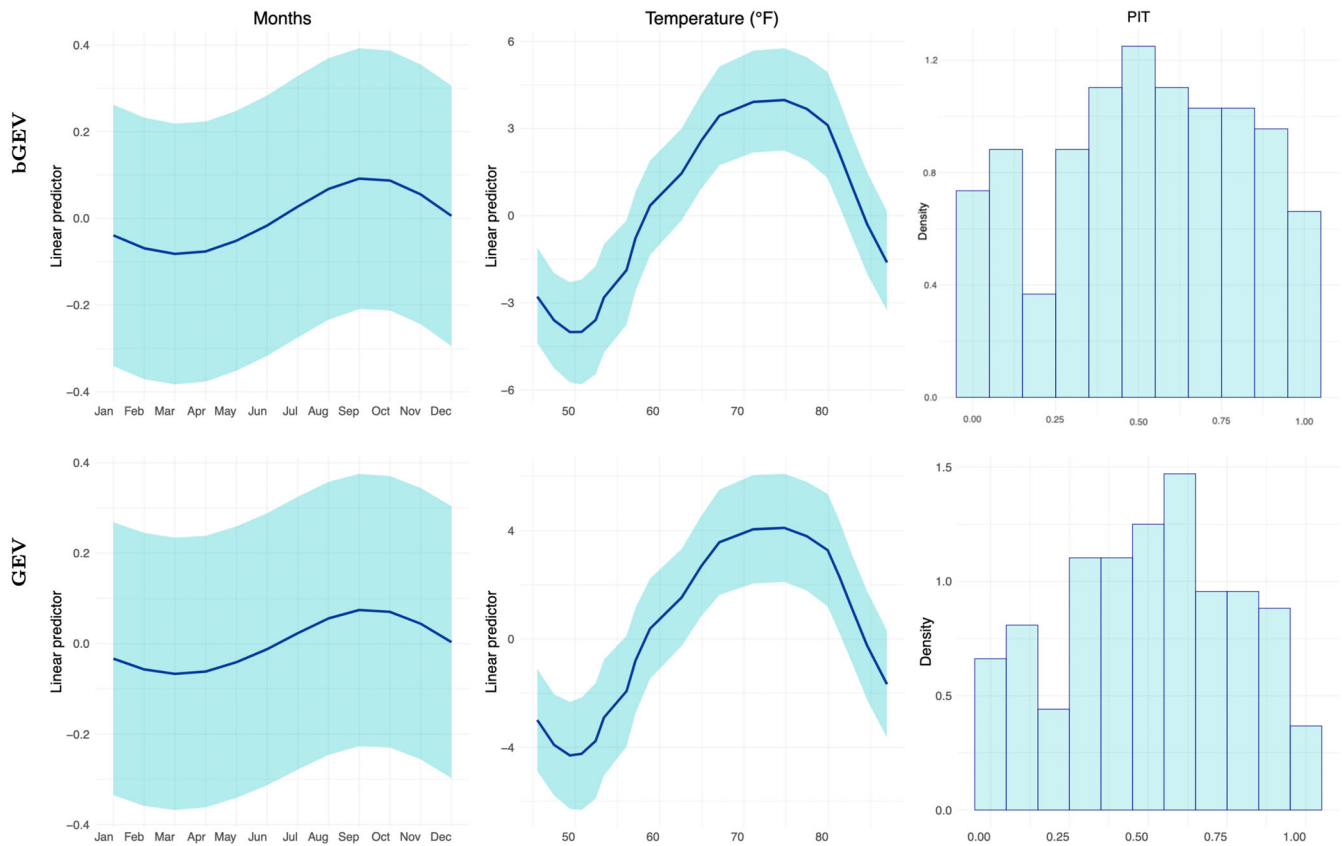 Months
Temperature (°F)
PIT
bGEV
Linear predictor
0.4
0.2
0.0
−0.2
−0.4
Jan Feb Mar Apr May Jun Jul Aug Sep Oct Nov Dec
Linear predictor
6
3
0
−3
−6
50 60 70 80
Density
1.2
0.8
0.4
0.0
0.00 0.25 0.50 0.75 1.00
GEV
Linear predictor
0.4
0.2
0.0
−0.2
−0.4
Jan Feb Mar Apr May Jun Jul Aug Sep Oct Nov Dec
Linear predictor
4
0
−4
50 60 70 80
Density
1.5
1.0
0.5
0.0
0.00 0.25 0.50 0.75 1.00